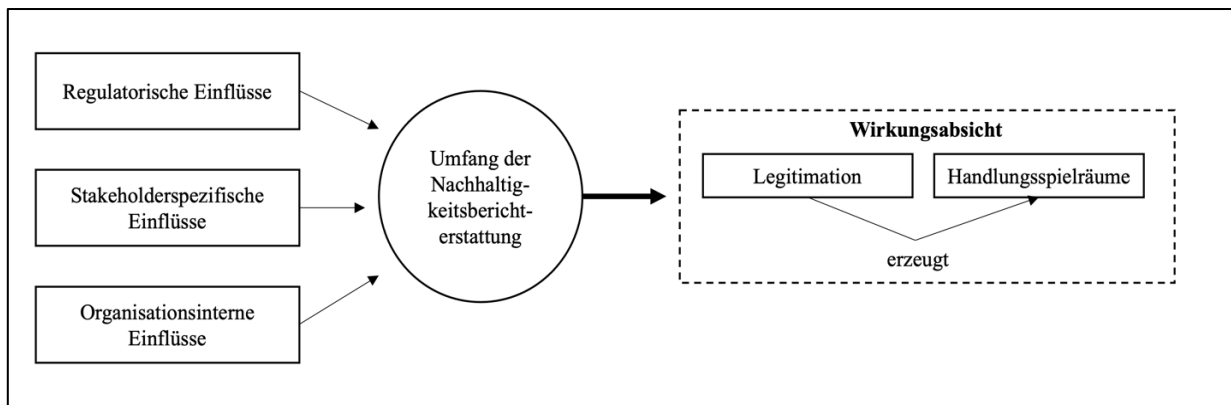 Regulatorische Einflüsse
Stakeholderspezifische
Einflüsse
Organisationsinterne
Einflüsse
Umfang der
Nachhaltig-
keitsbericht-
erstattung
Wirkungsabsicht
Legitimation
Handlungsspielräume
erzeugt